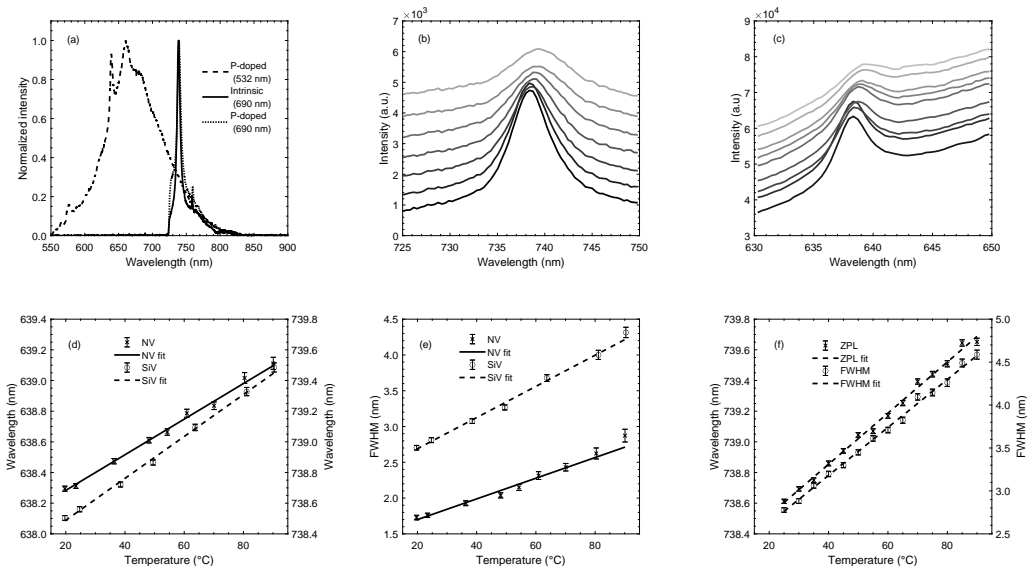 ×10³
×10⁴
(a)
P-doped
(532 nm)
Intrinsic
(690 nm)
P-doped
(690 nm)
Normalized intensity
1.0
0.8
0.6
0.4
0.2
0.0
550 600 650 700 750 800 850 900
Wavelength (nm)
(b)
Intensity (a.u.)
7
6
5
4
3
2
1
0
725 730 735 740 745 750
Wavelength (nm)
(c)
Intensity (a.u)
9
8
7
6
5
4
3
630 635 640 645 650
Wavelength (nm)
(d)
NV
NV fit
SiV
SiV fit
Wavelength (nm)
639.4
639.2
639.0
638.8
638.6
638.4
638.2
638.0
739.8
739.6
739.4
739.2
739.0
738.8
738.6
738.4
Wavelength (nm)
20 40 60 80
Temperature (°C)
(e)
NV
NV fit
SiV
SiV fit
FWHM (nm)
4.5
4.0
3.5
3.0
2.5
2.0
1.5
20 40 60 80
Temperature (°C)
(f)
ZPL
ZPL fit
FWHM
FWHM fit
Wavelength (nm)
739.8
739.6
739.4
739.2
739.0
738.8
738.6
738.4
5.0
4.5
4.0
3.5
3.0
2.5
FWHM (nm)
20 40 60 80
Temperature (°C)